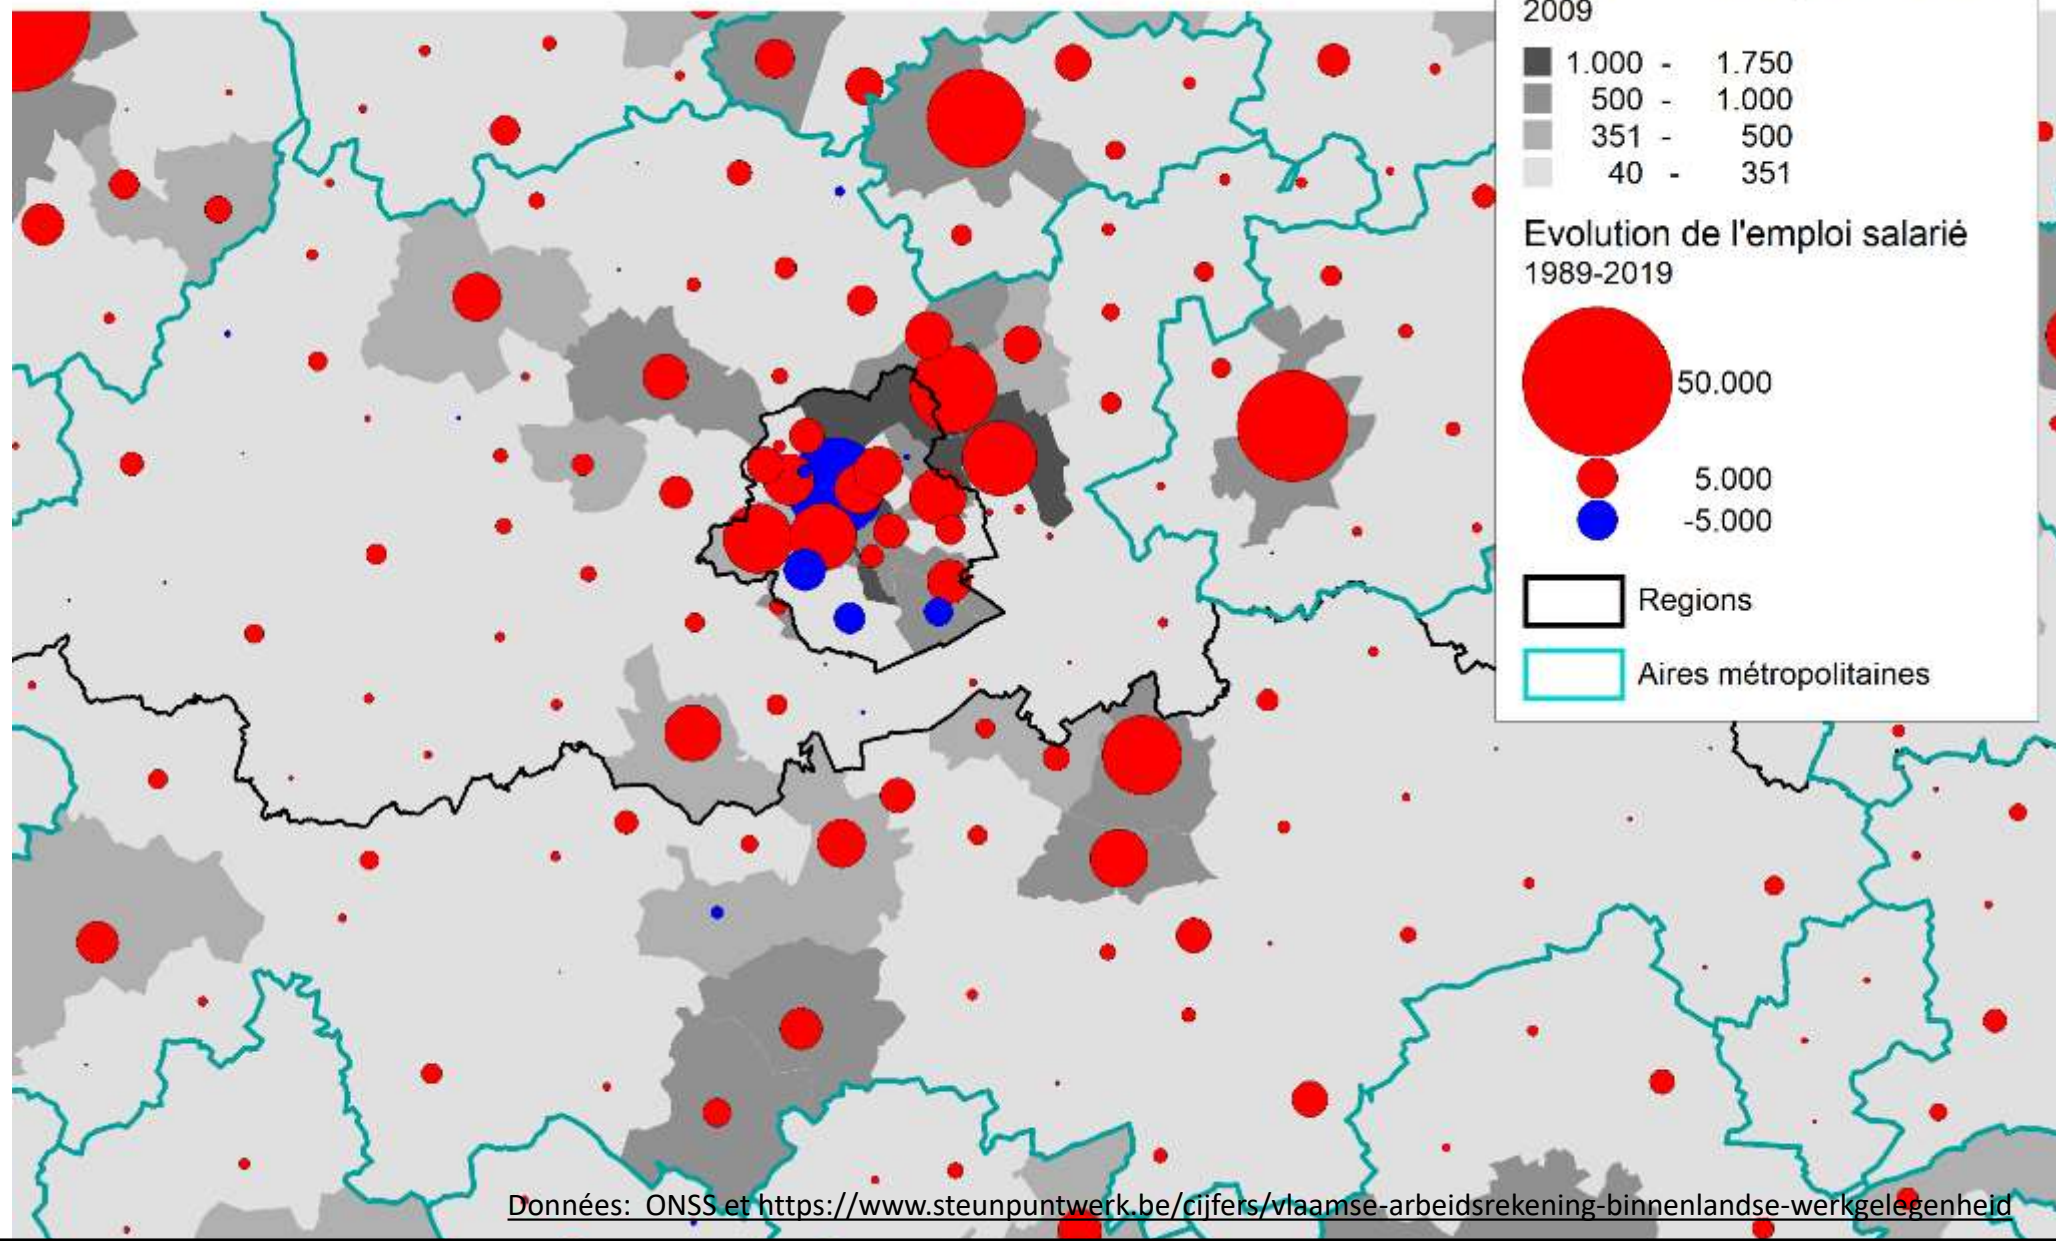 2009
1.000 - 1.750
500 - 1.000
351 - 500
40 - 351
Evolution de l'emploi salarié
1989-2019
50.000
5.000
-5.000
Regions
Aires métropolitaines
Données: ONSS et https://www.steunpuntwerk.be/cijfers/vlaamse-arbeidsrekening-binnenlandse-werkgelegenheid